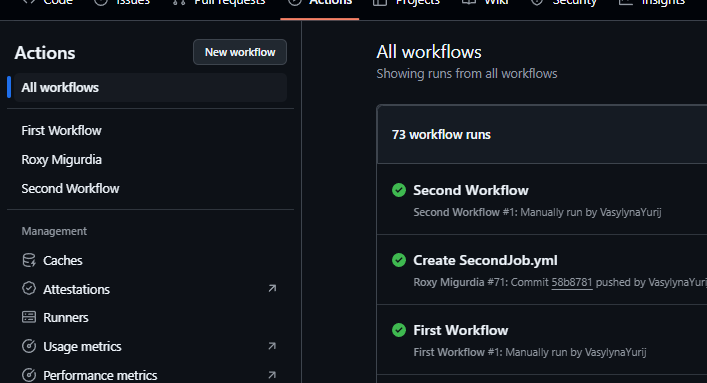 Code Issues Pull requests Actions Projects Wiki Security Insights
Actions
New workflow
All workflows
First Workflow
Roxy Migurdia
Second Workflow
Management
Caches
Attestations
Runners
Usage metrics
Performance metrics
All workflows
Showing runs from all workflows
73 workflow runs
Second Workflow
Second Workflow #1: Manually run by VasylynaYurij
Create SecondJob.yml
Roxy Migurdia #71: Commit 58b8781 pushed by VasylynaYurij
First Workflow
First Workflow #1: Manually run by VasylynaYurij